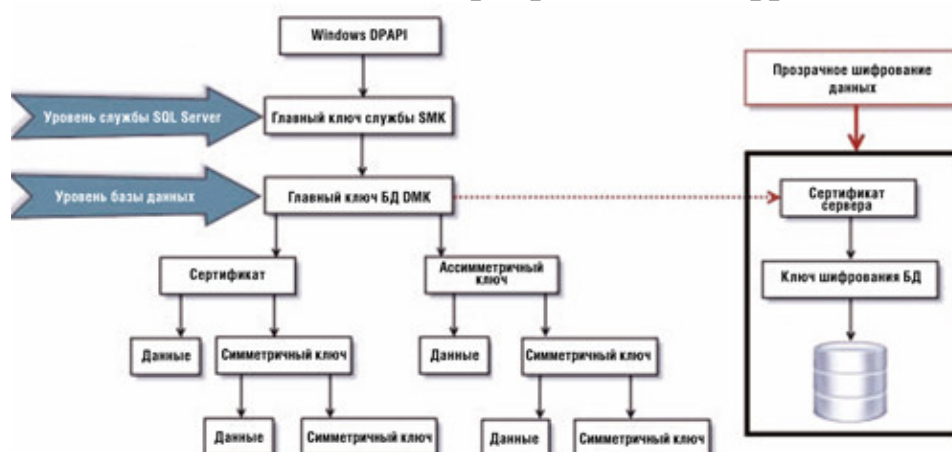 Windows DPAPI
Прозрачное шифрование
данных
Уровень службы SQL Server
Главный ключ службы SMK
Уровень базы данных
Главный ключ БД DMK
Сертификат
сервера
Сертификат
Ассимметричный
ключ
Ключ шифрования БД
Данные
Симметричный ключ
Данные
Симметричный ключ
Данные
Симметричный ключ
Данные
Симметричный ключ